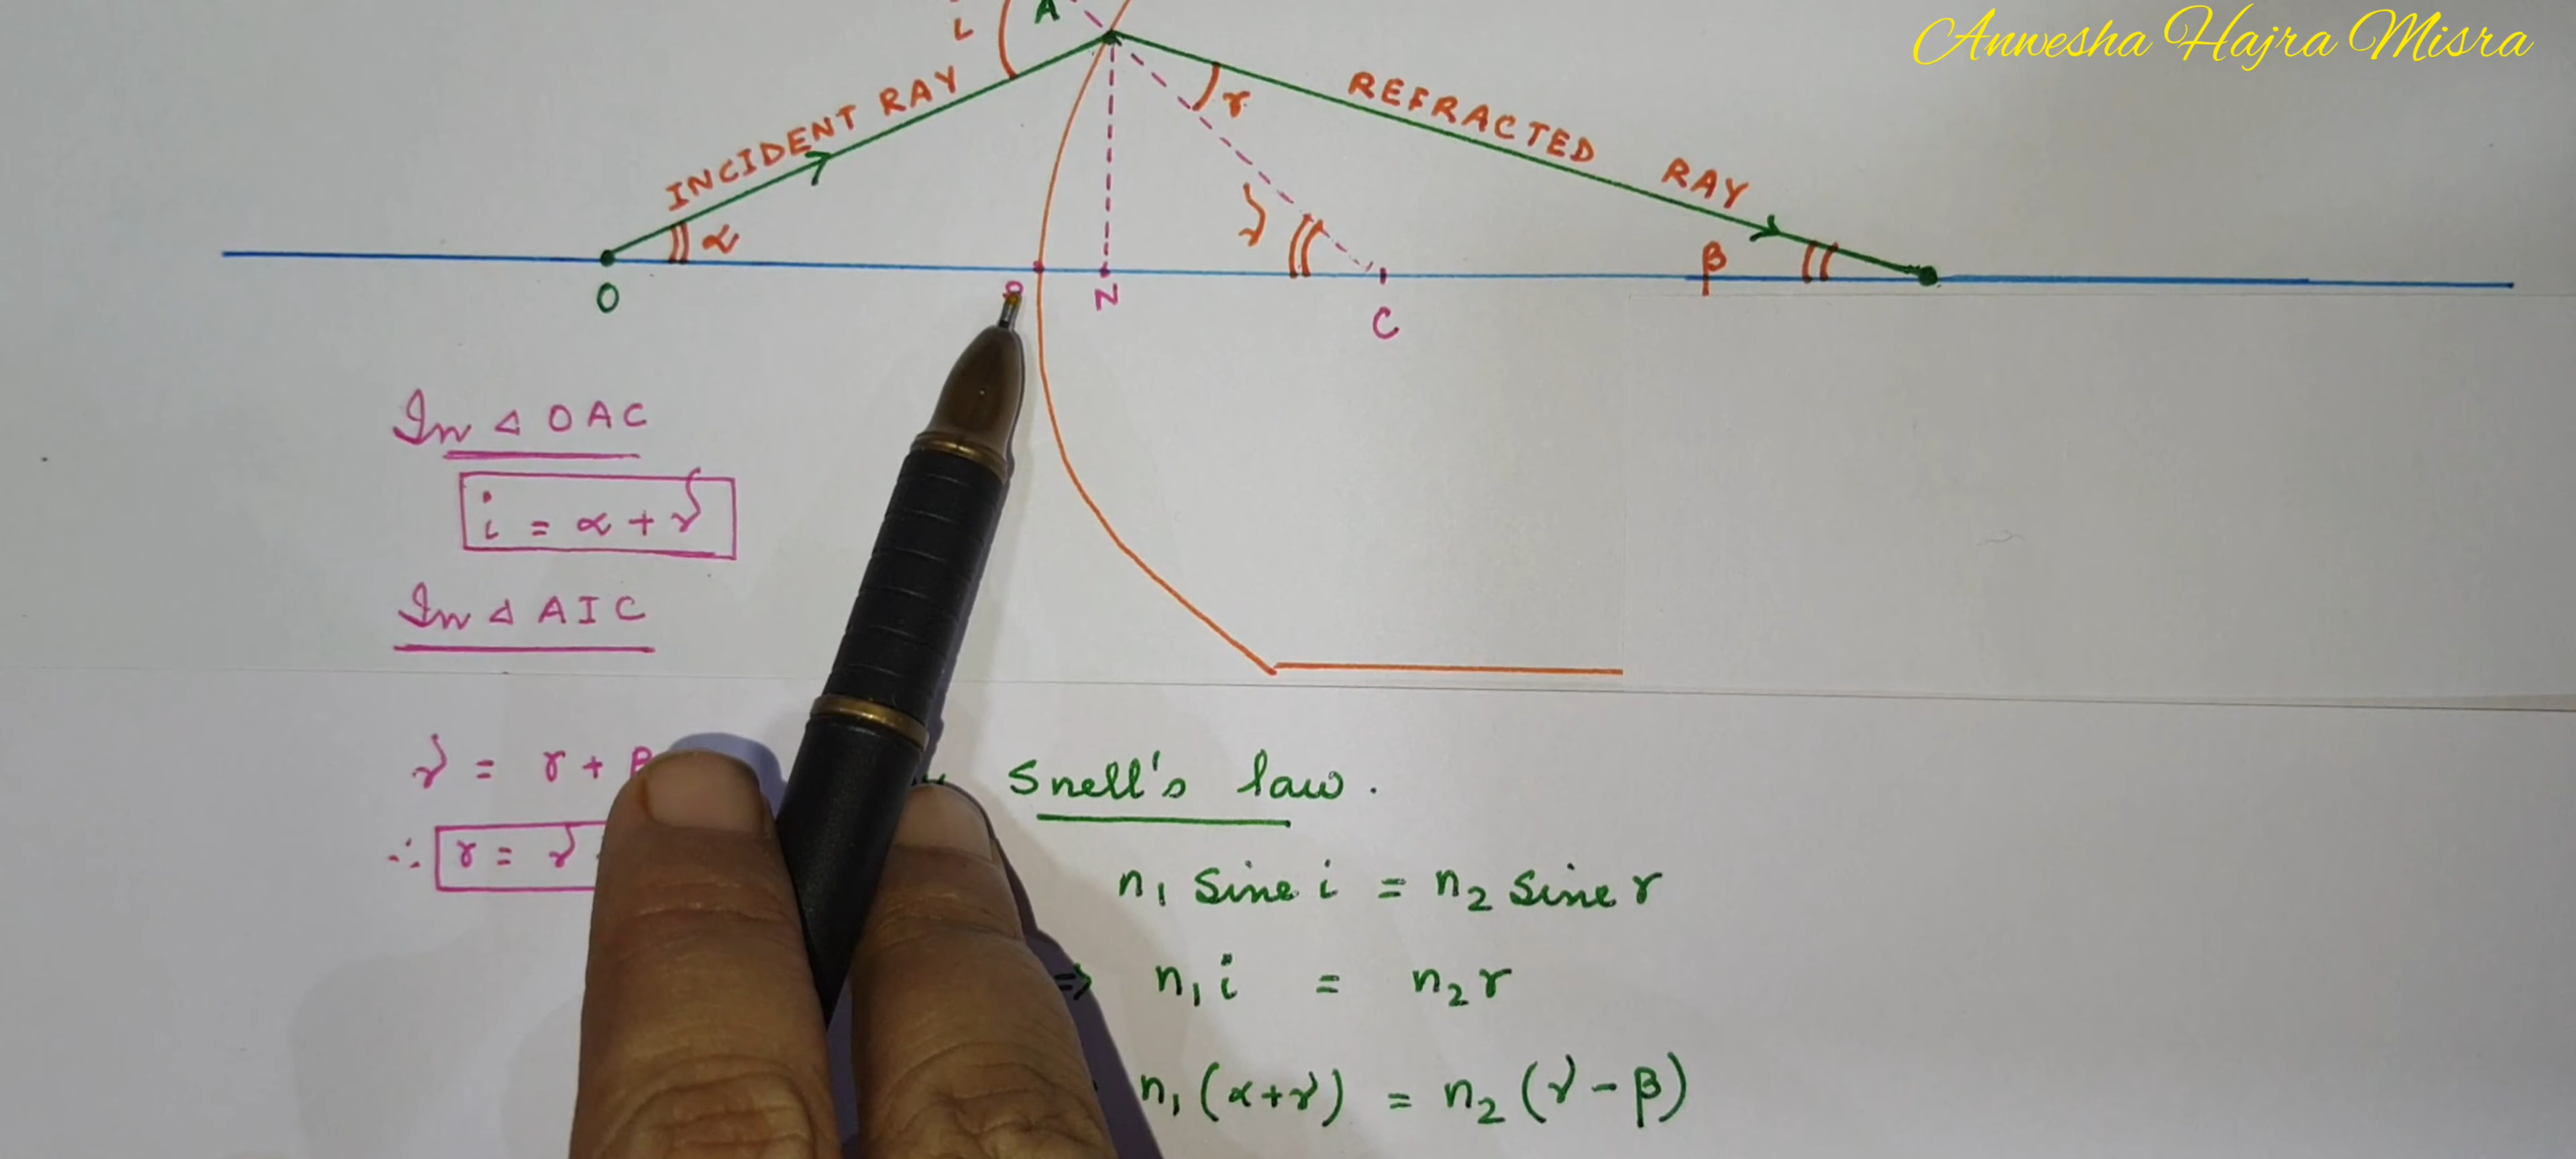 Anwesha Hajra Misra
i
A
INCIDENT RAY
r
REFRACTED RAY
α
γ
β
O
N
C
In Δ OAC
i = α + γ
In Δ AIC
γ = r + β
∴ r = γ
Snell's law.
n₁ Sine i = n₂ Sine r
⇒ n₁ i = n₂ r
n₁ (α+γ) = n₂ (γ - β)